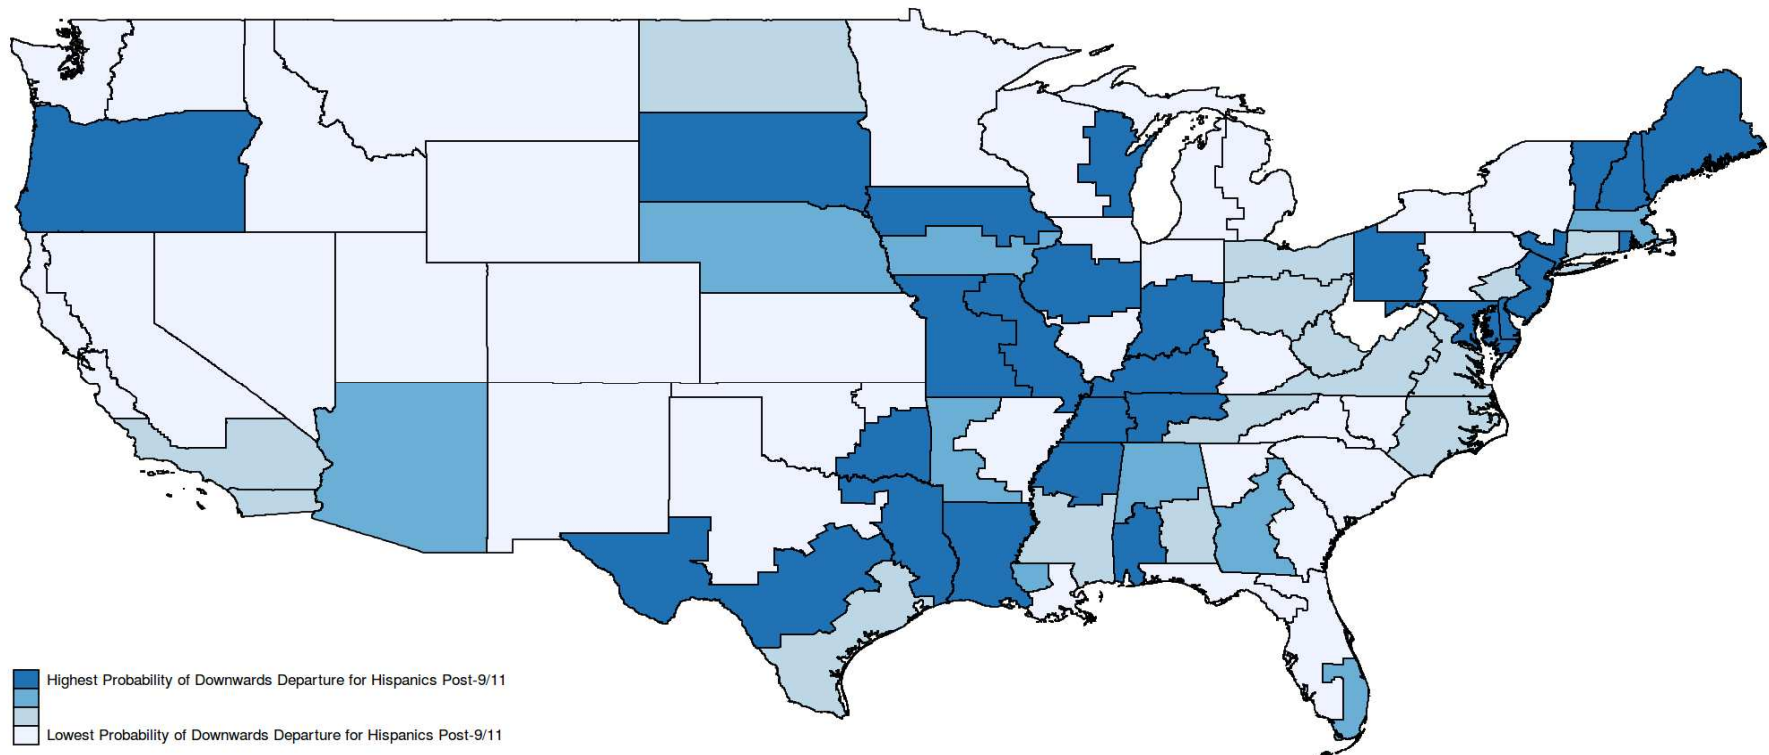 Highest Probability of Downwards Departure for Hispanics Post-9/11
Lowest Probability of Downwards Departure for Hispanics Post-9/11